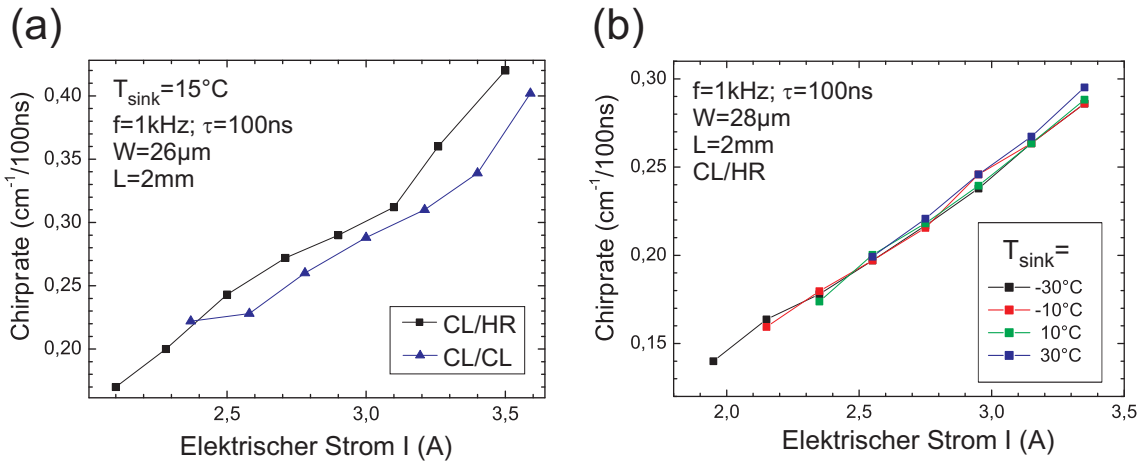 (a)
T_sink=15°C
f=1kHz; τ=100ns
W=26µm
L=2mm
CL/HR
CL/CL
Chirprate (cm⁻¹/100ns)
0,40
0,35
0,30
0,25
0,20
2,5 3,0 3,5
Elektrischer Strom I (A)
(b)
f=1kHz; τ=100ns
W=28µm
L=2mm
CL/HR
T_sink=
-30°C
-10°C
10°C
30°C
Chirprate (cm⁻¹/100ns)
0,30
0,25
0,20
0,15
2,0 2,5 3,0 3,5
Elektrischer Strom I (A)